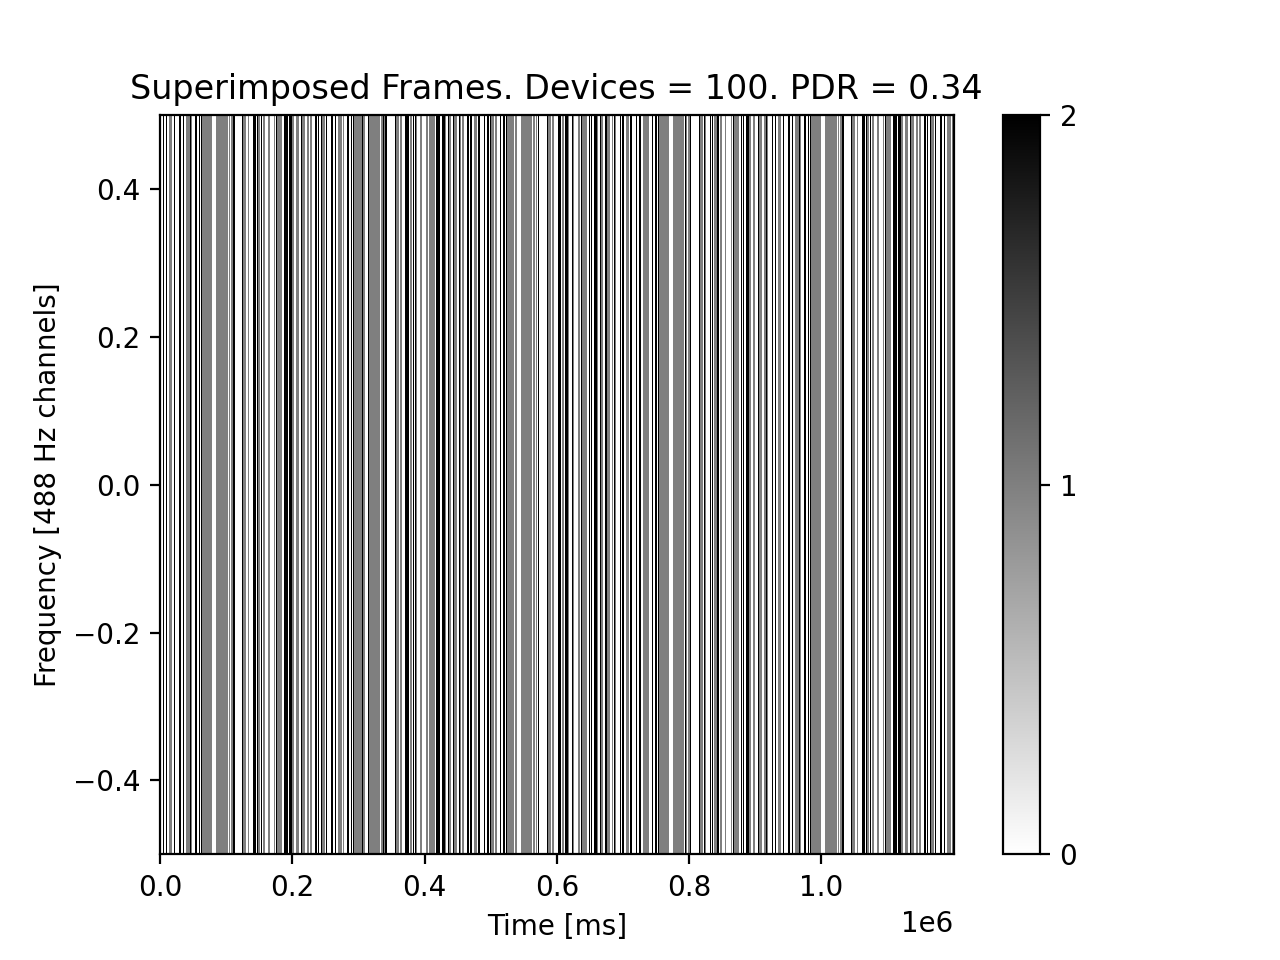 Superimposed Frames. Devices = 100. PDR = 0.34
Frequency [488 Hz channels]
0.4
0.2
0.0
−0.2
−0.4
0.0 0.2 0.4 0.6 0.8 1.0
Time [ms]
1e6
2
1
0